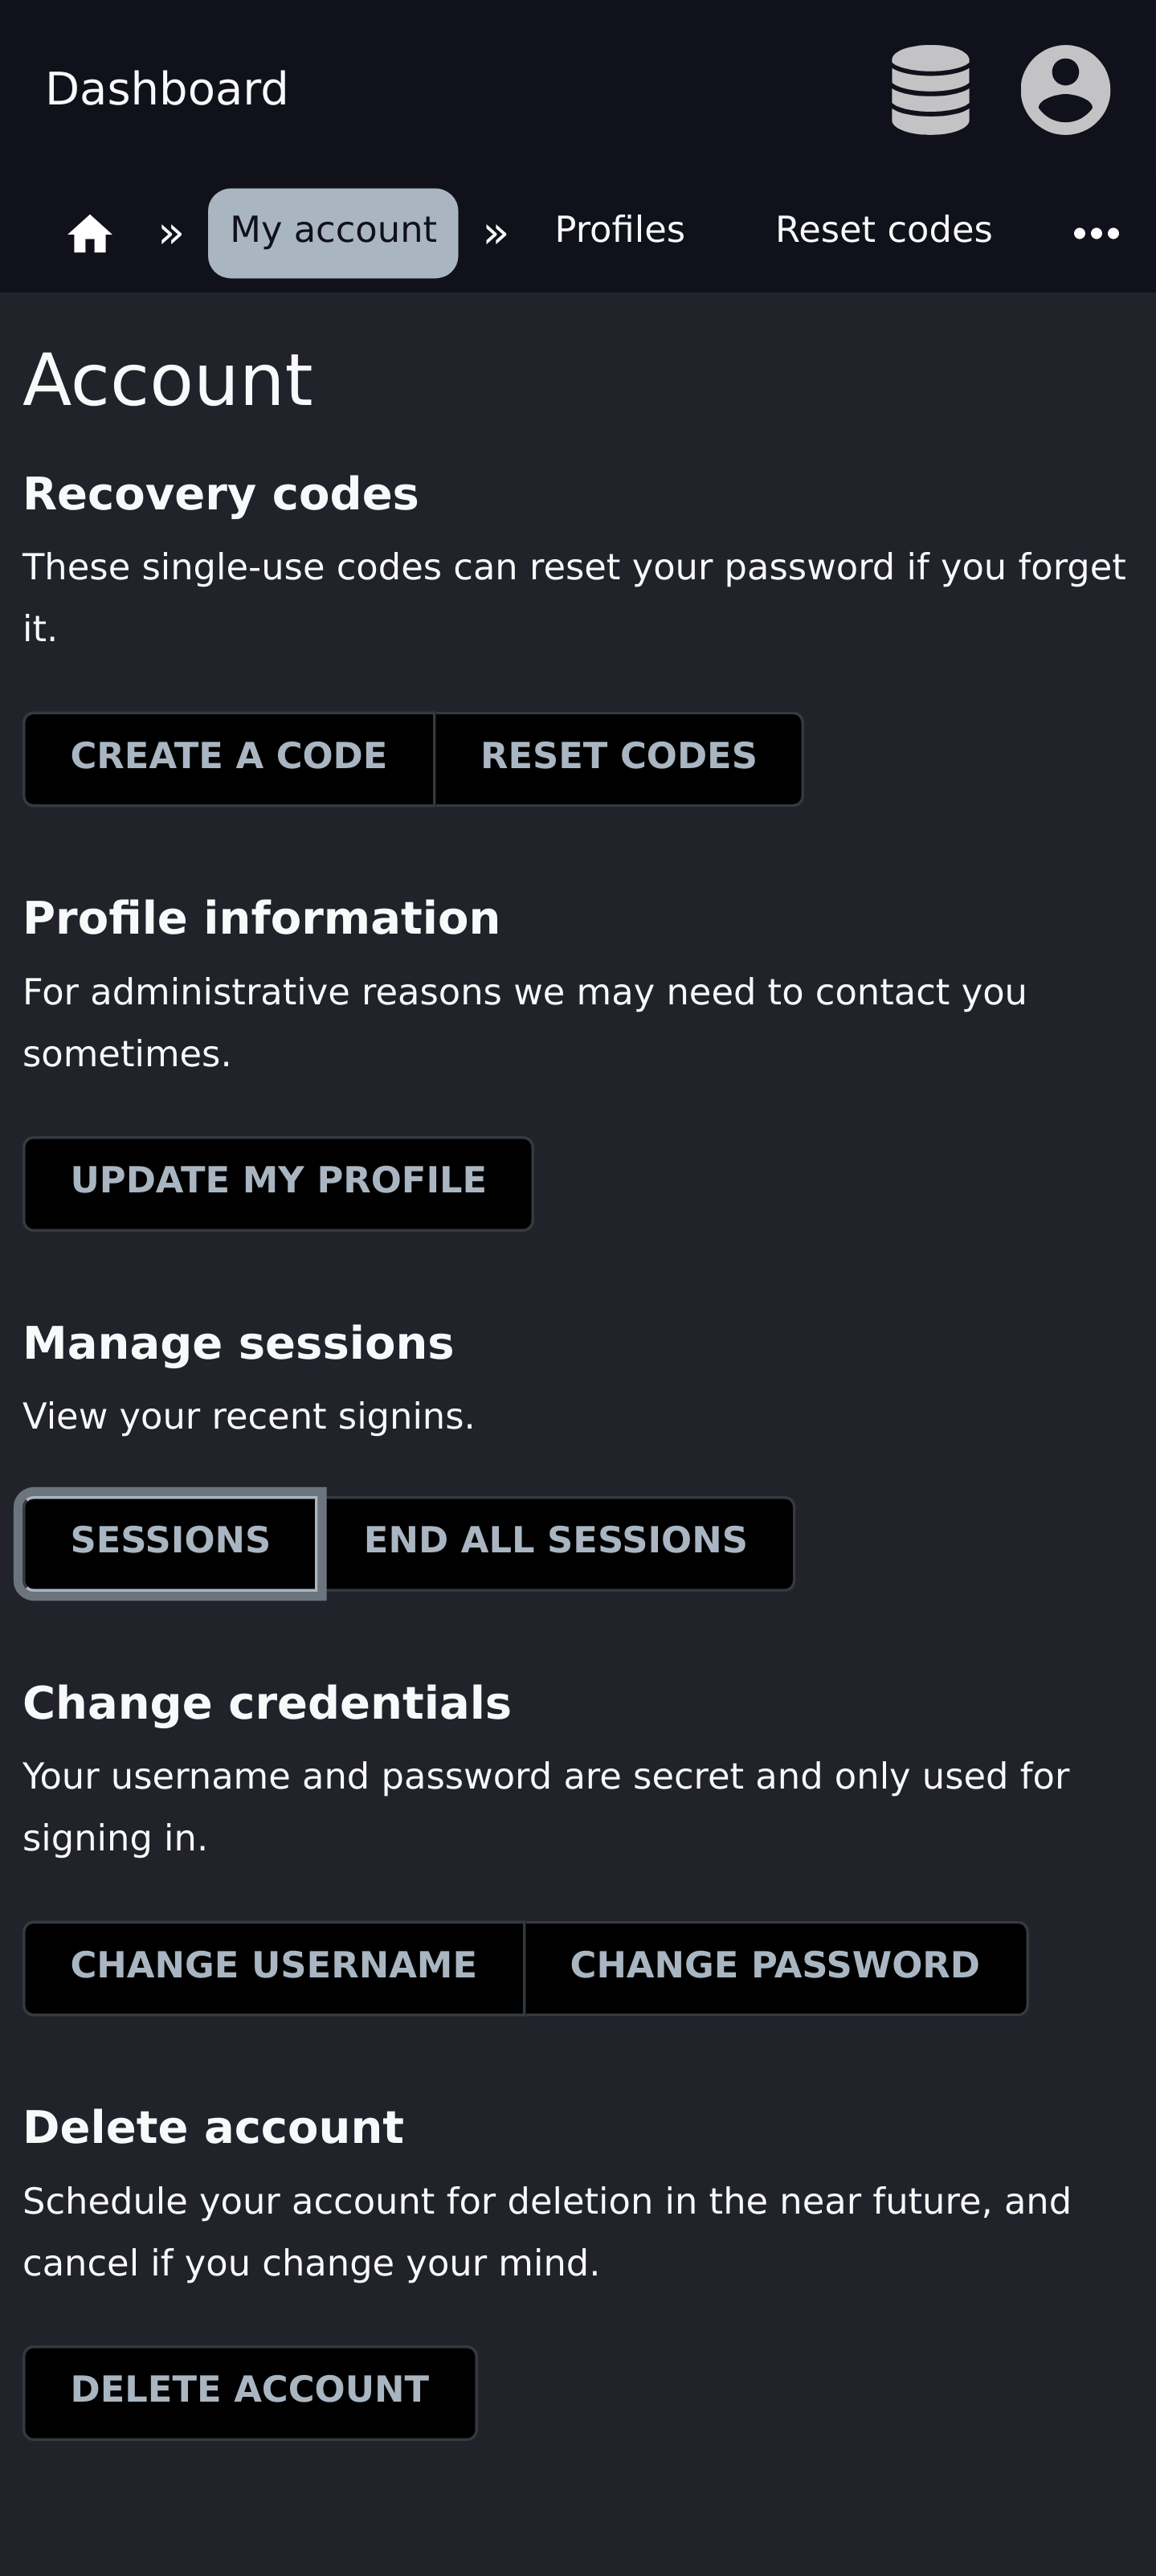 Dashboard
» My account » Profiles Reset codes •••
Account
Recovery codes
These single-use codes can reset your password if you forget
it.
CREATE A CODE RESET CODES
Profile information
For administrative reasons we may need to contact you
sometimes.
UPDATE MY PROFILE
Manage sessions
View your recent signins.
SESSIONS END ALL SESSIONS
Change credentials
Your username and password are secret and only used for
signing in.
CHANGE USERNAME CHANGE PASSWORD
Delete account
Schedule your account for deletion in the near future, and
cancel if you change your mind.
DELETE ACCOUNT